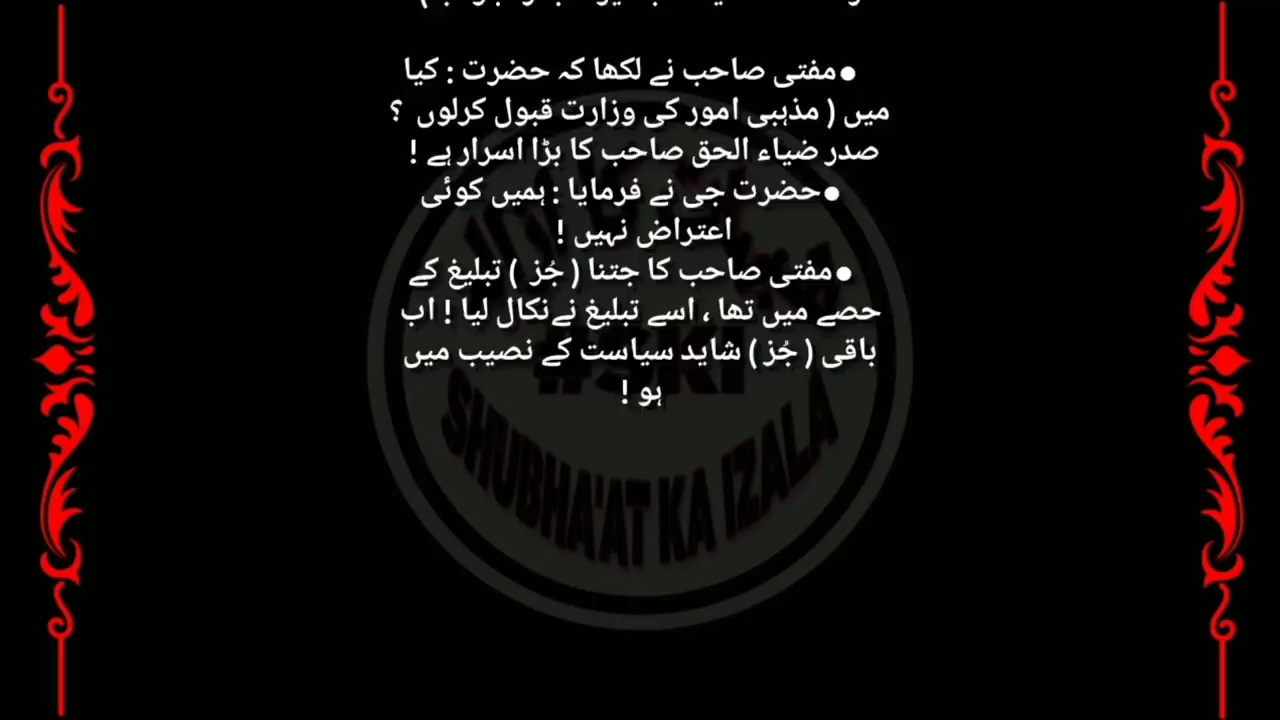 ●مفتی صاحب نے لکھا کہ حضرت : کیا
میں ( مذہبی امور کی وزارت قبول کرلوں ؟
صدر ضیاء الحق صاحب کا بڑا اسرار ہے !
●حضرت جی نے فرمایا : ہمیں کوئی
اعتراض نہیں !
●مفتی صاحب کا جتنا ( جُز ) تبلیغ کے
حصے میں تھا ، اسے تبلیغ نےنکال لیا ! اب
باقی ( جُز ) شاید سیاست کے نصیب میں
ہو !
#SKI
SHUBHA'AT KA IZALA